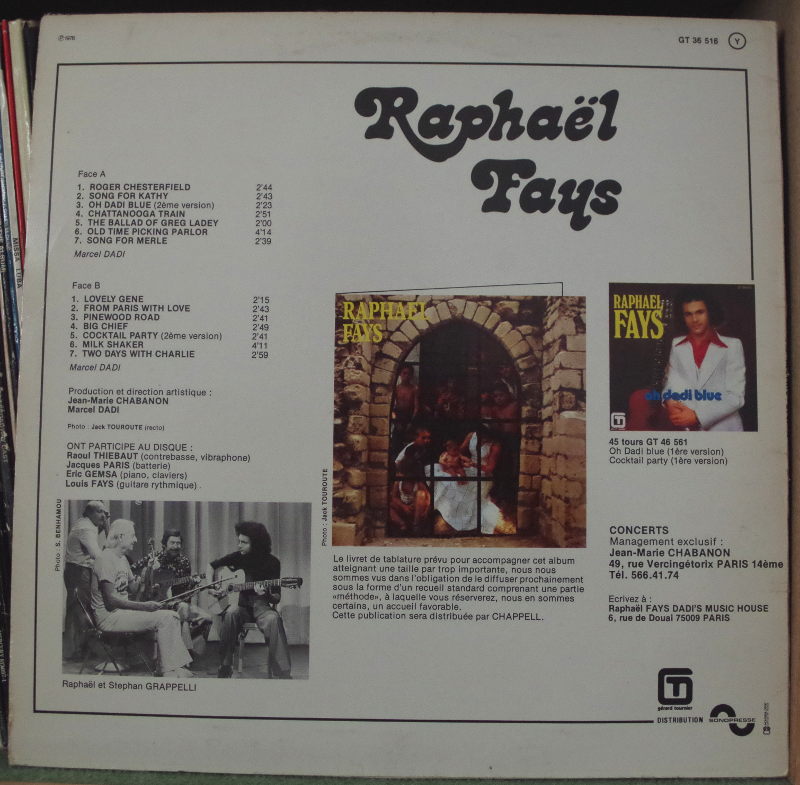 ℗ 1978
GT 36 516 Y
Raphaël
Fays
Face A
1. ROGER CHESTERFIELD 2'44
2. SONG FOR KATHY 2'43
3. OH DADI BLUE (2ème version) 2'23
4. CHATTANOOGA TRAIN 2'51
5. THE BALLAD OF GREG LADEY 2'00
6. OLD TIME PICKING PARLOR 4'14
7. SONG FOR MERLE 2'39
Marcel DADI
Face B
1. LOVELY GENE 2'15
2. FROM PARIS WITH LOVE 2'43
3. PINEWOOD ROAD 2'41
4. BIG CHIEF 2'49
5. COCKTAIL PARTY (2ème version) 2'41
6. MILK SHAKER 4'11
7. TWO DAYS WITH CHARLIE 2'59
Marcel DADI
Production et direction artistique :
Jean-Marie CHABANON
Marcel DADI
Photo : Jack TOUROUTE (recto)
ONT PARTICIPE AU DISQUE :
Raoul THIEBAUT (contrebasse, vibraphone)
Jacques PARIS (batterie)
Eric GEMSA (piano, claviers)
Louis FAYS (guitare rythmique) .
Photo : S. BENHAMOU
Raphaël et Stephan GRAPPELLI
RAPHAEL
FAYS
Photo : Jack TOUROUTE
Le livret de tablature prévu pour accompagner cet album
atteignant une taille par trop importante, nous nous
sommes vus dans l'obligation de le diffuser prochainement
sous la forme d'un recueil standard comprenant une partie
«méthode», à laquelle vous réserverez, nous en sommes
certains, un accueil favorable.
Cette publication sera distribuée par CHAPPELL.
RAPHAEL
FAYS
oh dadi blue
45 tours GT 46 561
Oh Dadi blue (1ère version)
Cocktail party (1ère version)
CONCERTS
Management exclusif :
Jean-Marie CHABANON
49, rue Vercingétorix PARIS 14ème
Tél. 566.41.74
Ecrivez à :
Raphaël FAYS DADI'S MUSIC HOUSE
6, rue de Douai 75009 PARIS
gérard tournier
DISTRIBUTION SONOPRESSE
MISSA LUBA